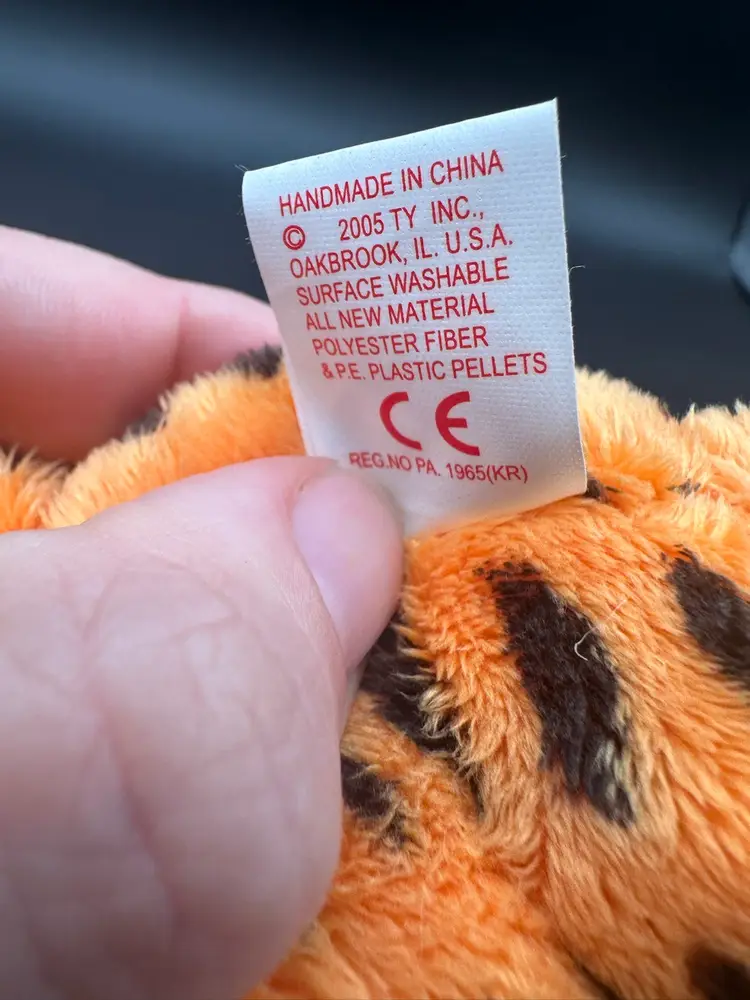 HANDMADE IN CHINA
© 2005 TY INC.,
OAKBROOK, IL. U.S.A.
SURFACE WASHABLE
ALL NEW MATERIAL
POLYESTER FIBER
& P.E. PLASTIC PELLETS
CE
REG.NO PA. 1965(KR)